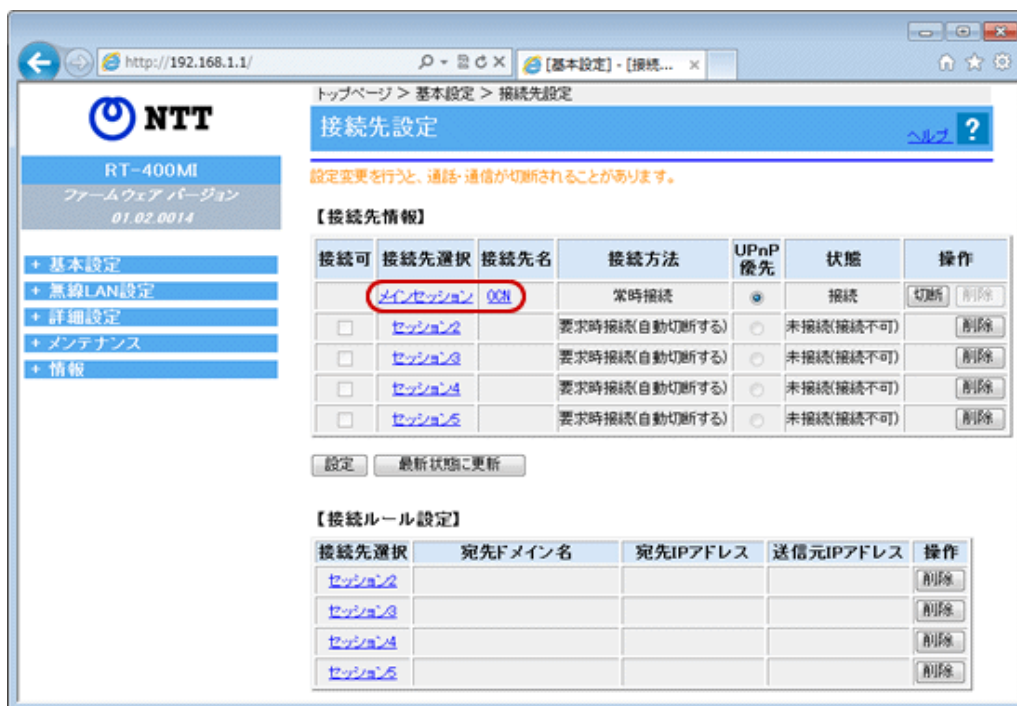 http://192.168.1.1/
[基本設定] - [接続...
トップページ > 基本設定 > 接続先設定
NTT
接続先設定
ヘルプ ?
RT-400MI
ファームウェア バージョン
01.02.0014
設定変更を行うと、通話・通信が切断されることがあります。
+ 基本設定
+ 無線LAN設定
+ 詳細設定
+ メンテナンス
+ 情報
【接続先情報】
接続可 接続先選択 接続先名 接続方法 UPnP優先 状態 操作
メインセッション OCN 常時接続 接続 切断 削除
セッション2 要求時接続(自動切断する) 未接続(接続不可) 削除
セッション3 要求時接続(自動切断する) 未接続(接続不可) 削除
セッション4 要求時接続(自動切断する) 未接続(接続不可) 削除
セッション5 要求時接続(自動切断する) 未接続(接続不可) 削除
設定 最新状態に更新
【接続ルール設定】
接続先選択 宛先ドメイン名 宛先IPアドレス 送信元IPアドレス 操作
セッション2 削除
セッション3 削除
セッション4 削除
セッション5 削除